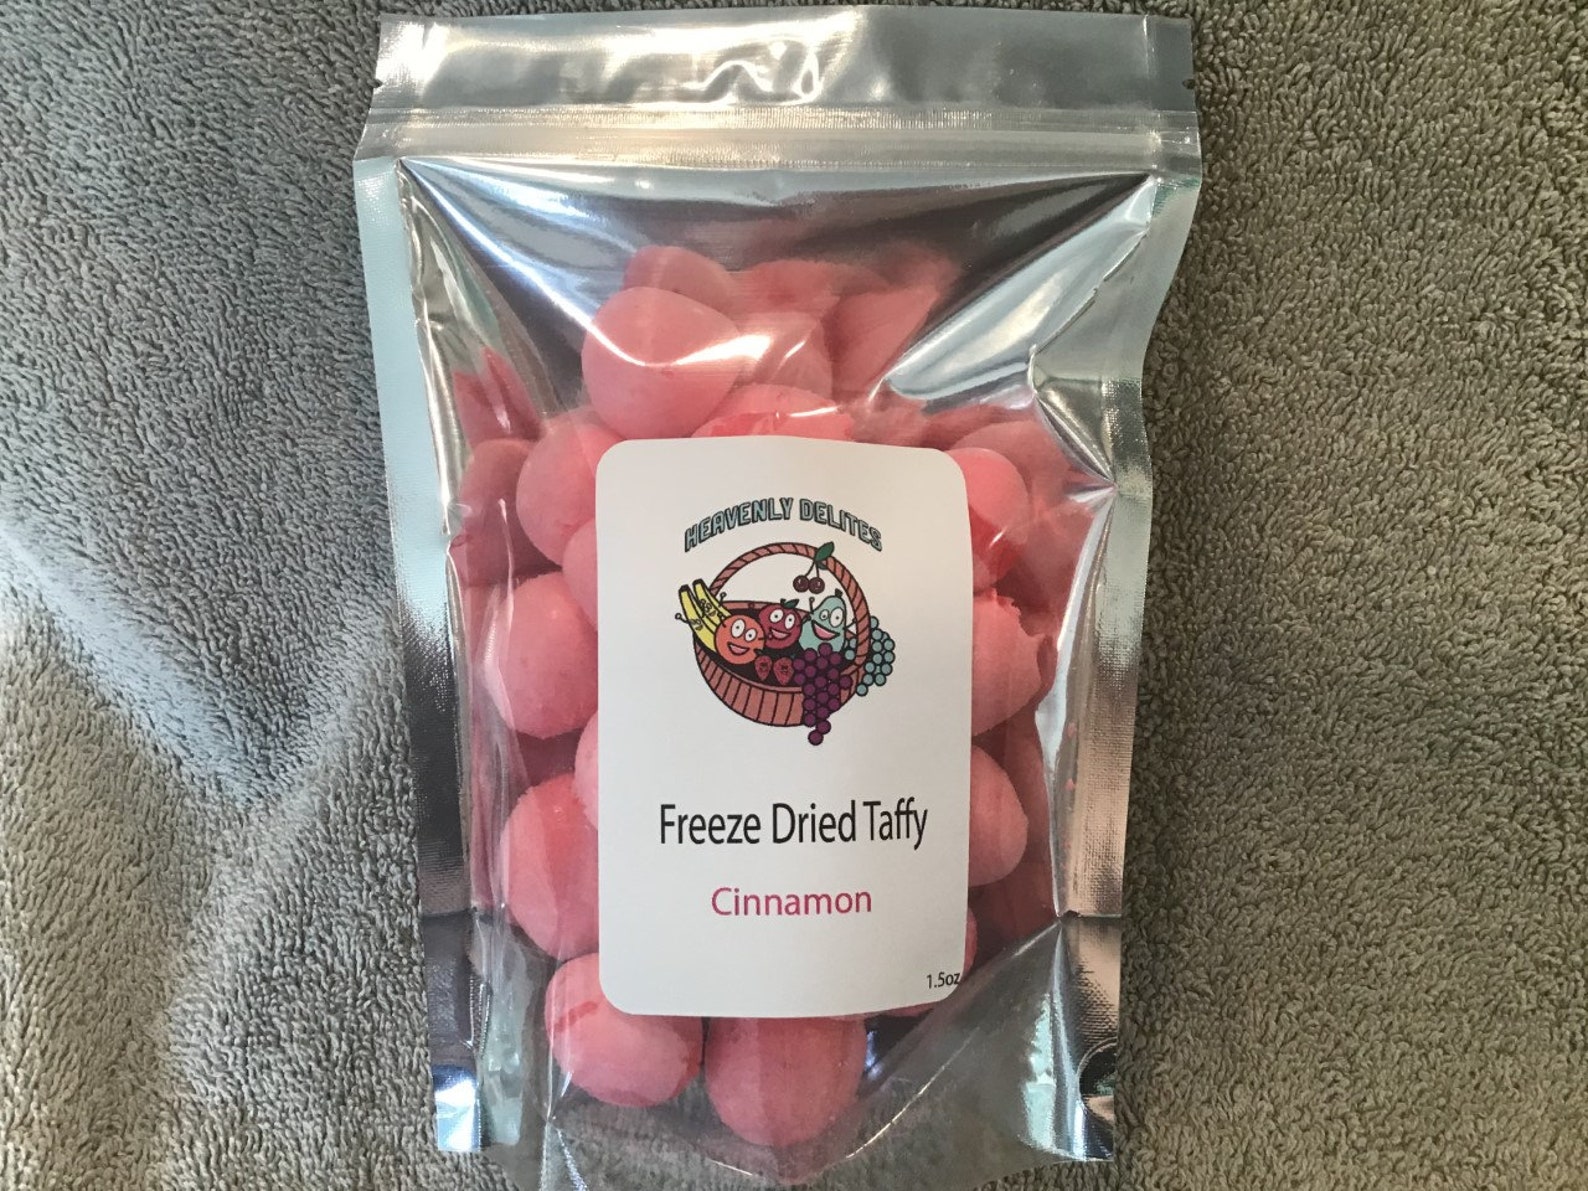 HEAVENLY DELITES
Freeze Dried Taffy
Cinnamon
1.5oz